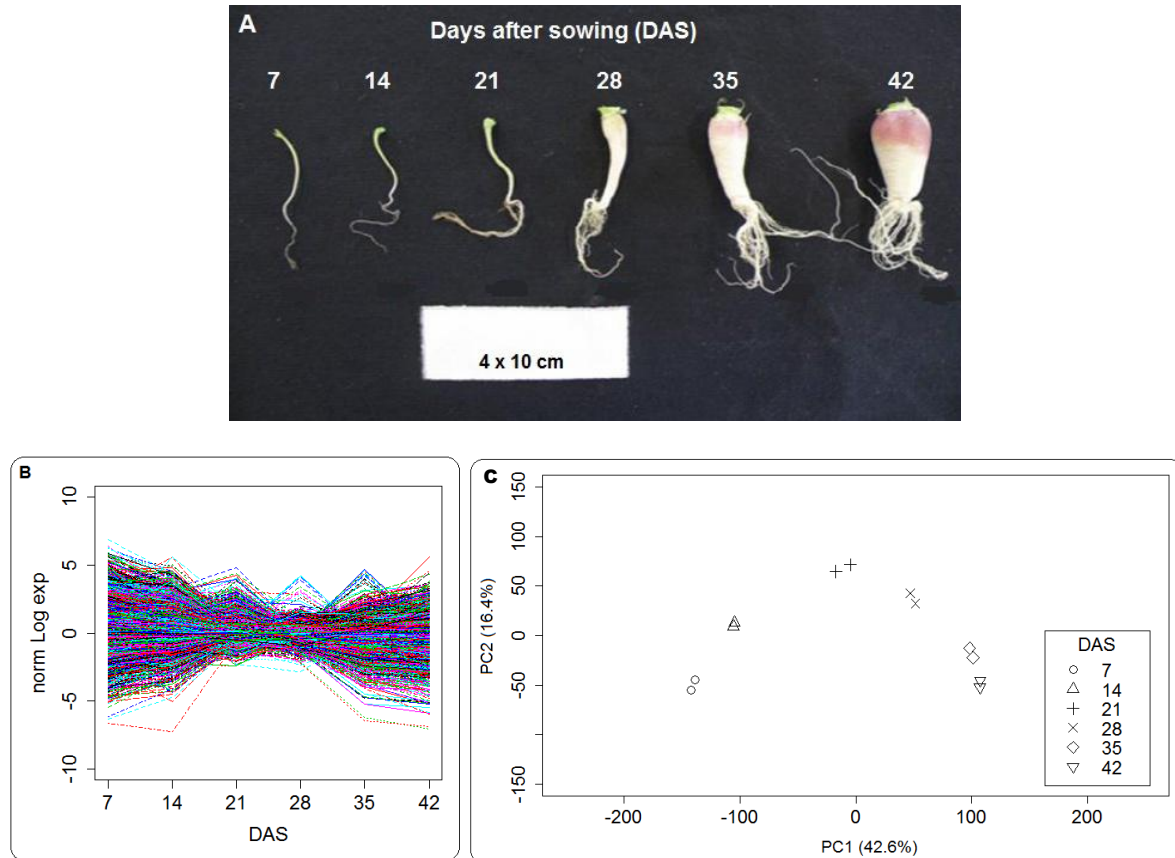 A
Days after sowing (DAS)
7 14 21 28 35 42
4 x 10 cm
B
norm Log exp
10
5
0
-5
-10
7 14 21 28 35 42
DAS
C
PC2 (16.4%)
150
100
50
0
-50
-150
-200 -100 0 100 200
PC1 (42.6%)
DAS
7
14
21
28
35
42